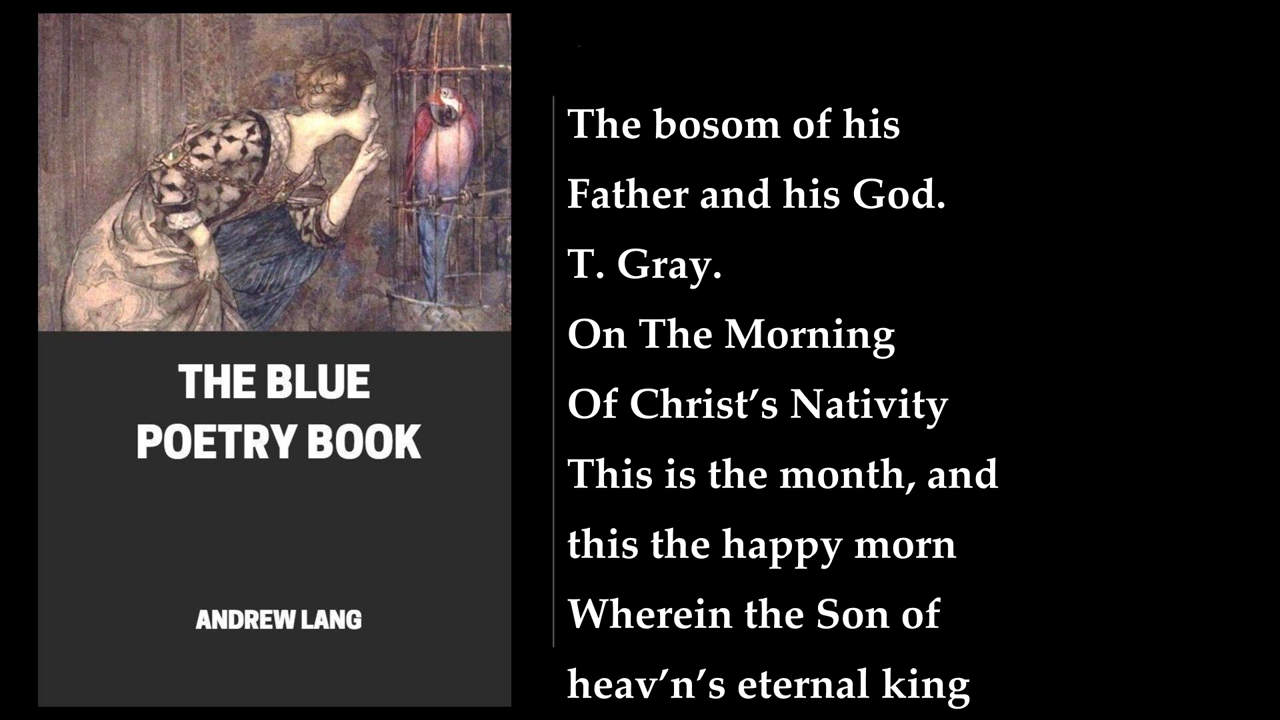 THE BLUE
POETRY BOOK
ANDREW LANG
The bosom of his
Father and his God.
T. Gray.
On The Morning
Of Christ’s Nativity
This is the month, and
this the happy morn
Wherein the Son of
heav’n’s eternal king